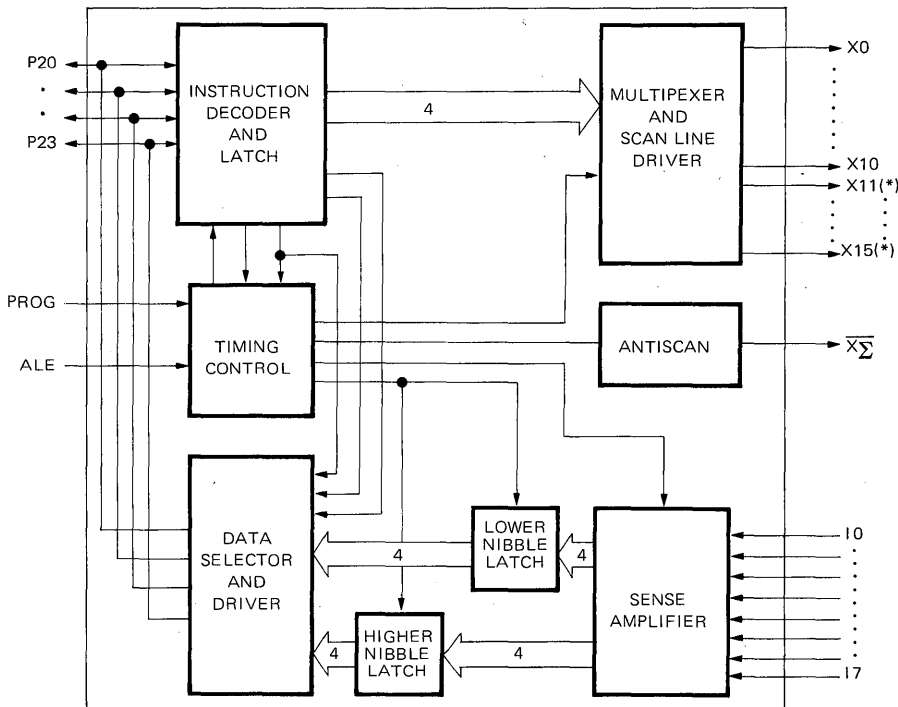 P20
P23
PROG
ALE
INSTRUCTION
DECODER
AND
LATCH
4
MULTIPEXER
AND
SCAN LINE
DRIVER
X0
X10
X11(*)
X15(*)
TIMING
CONTROL
ANTISCAN
XΣ
DATA
SELECTOR
AND
DRIVER
4
LOWER
NIBBLE
LATCH
4
4
HIGHER
NIBBLE
LATCH
4
SENSE
AMPLIFIER
I0
I7